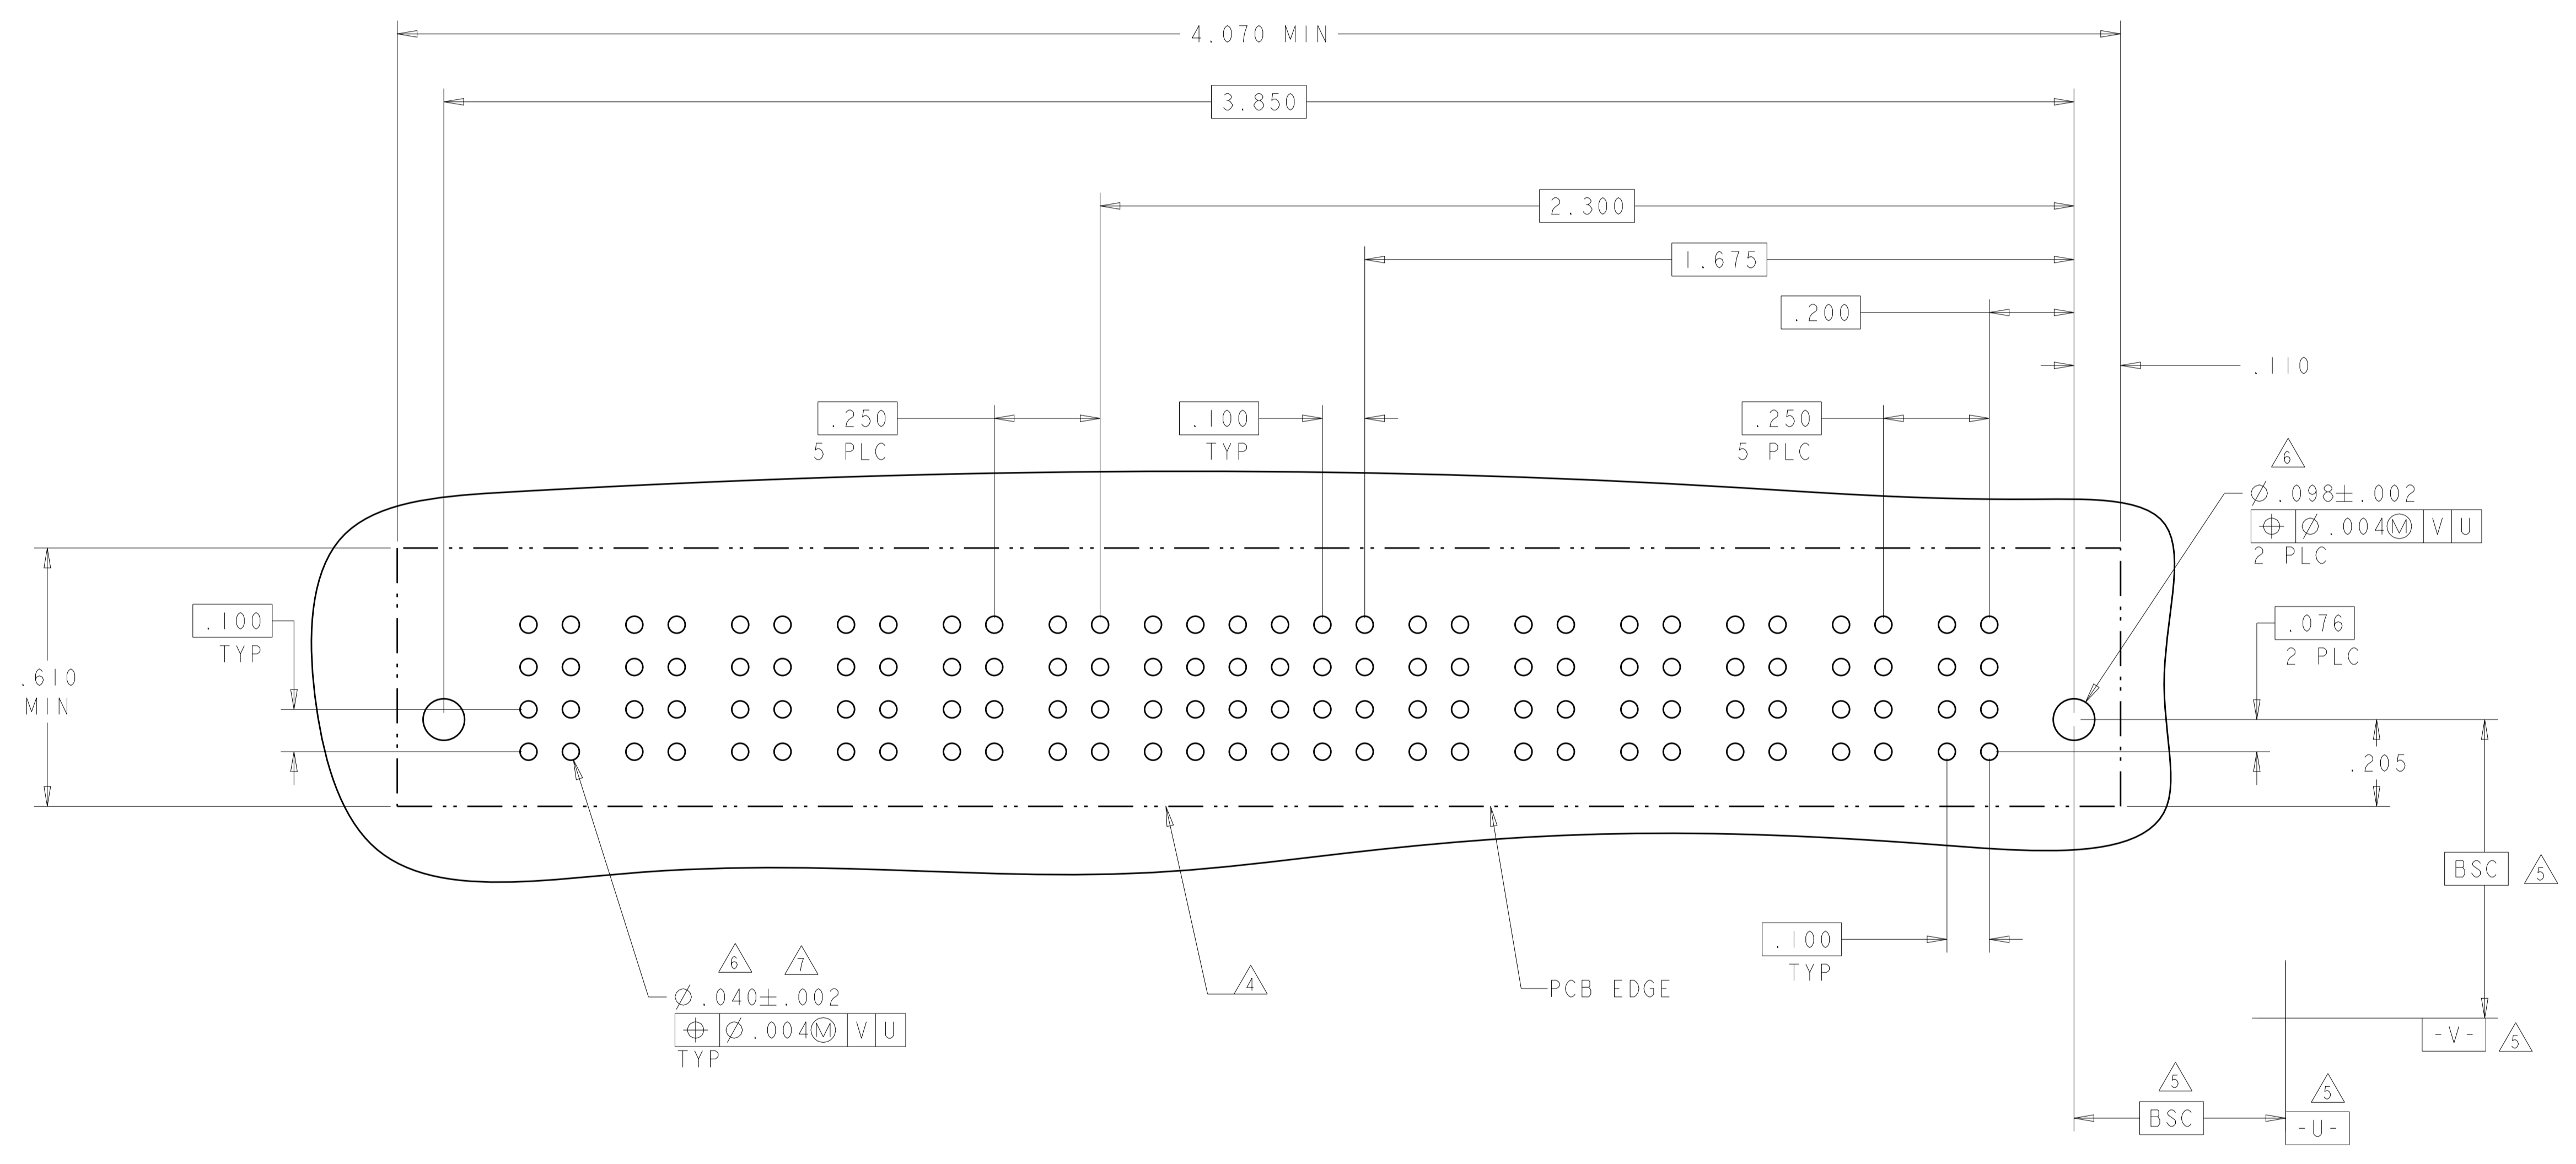 4.070 MIN
3.850
2.300
1.675
.200
.110
.250
5 PLC
.100
TYP
.250
5 PLC
6
Ø.098±.002
⌖ Ø.004Ⓜ V U
2 PLC
.100
TYP
.076
2 PLC
.610
MIN
.205
BSC 5
.100
TYP
6 7
Ø.040±.002
⌖ Ø.004Ⓜ V U
TYP
4
PCB EDGE
-V- 5
5
BSC
5
-U-